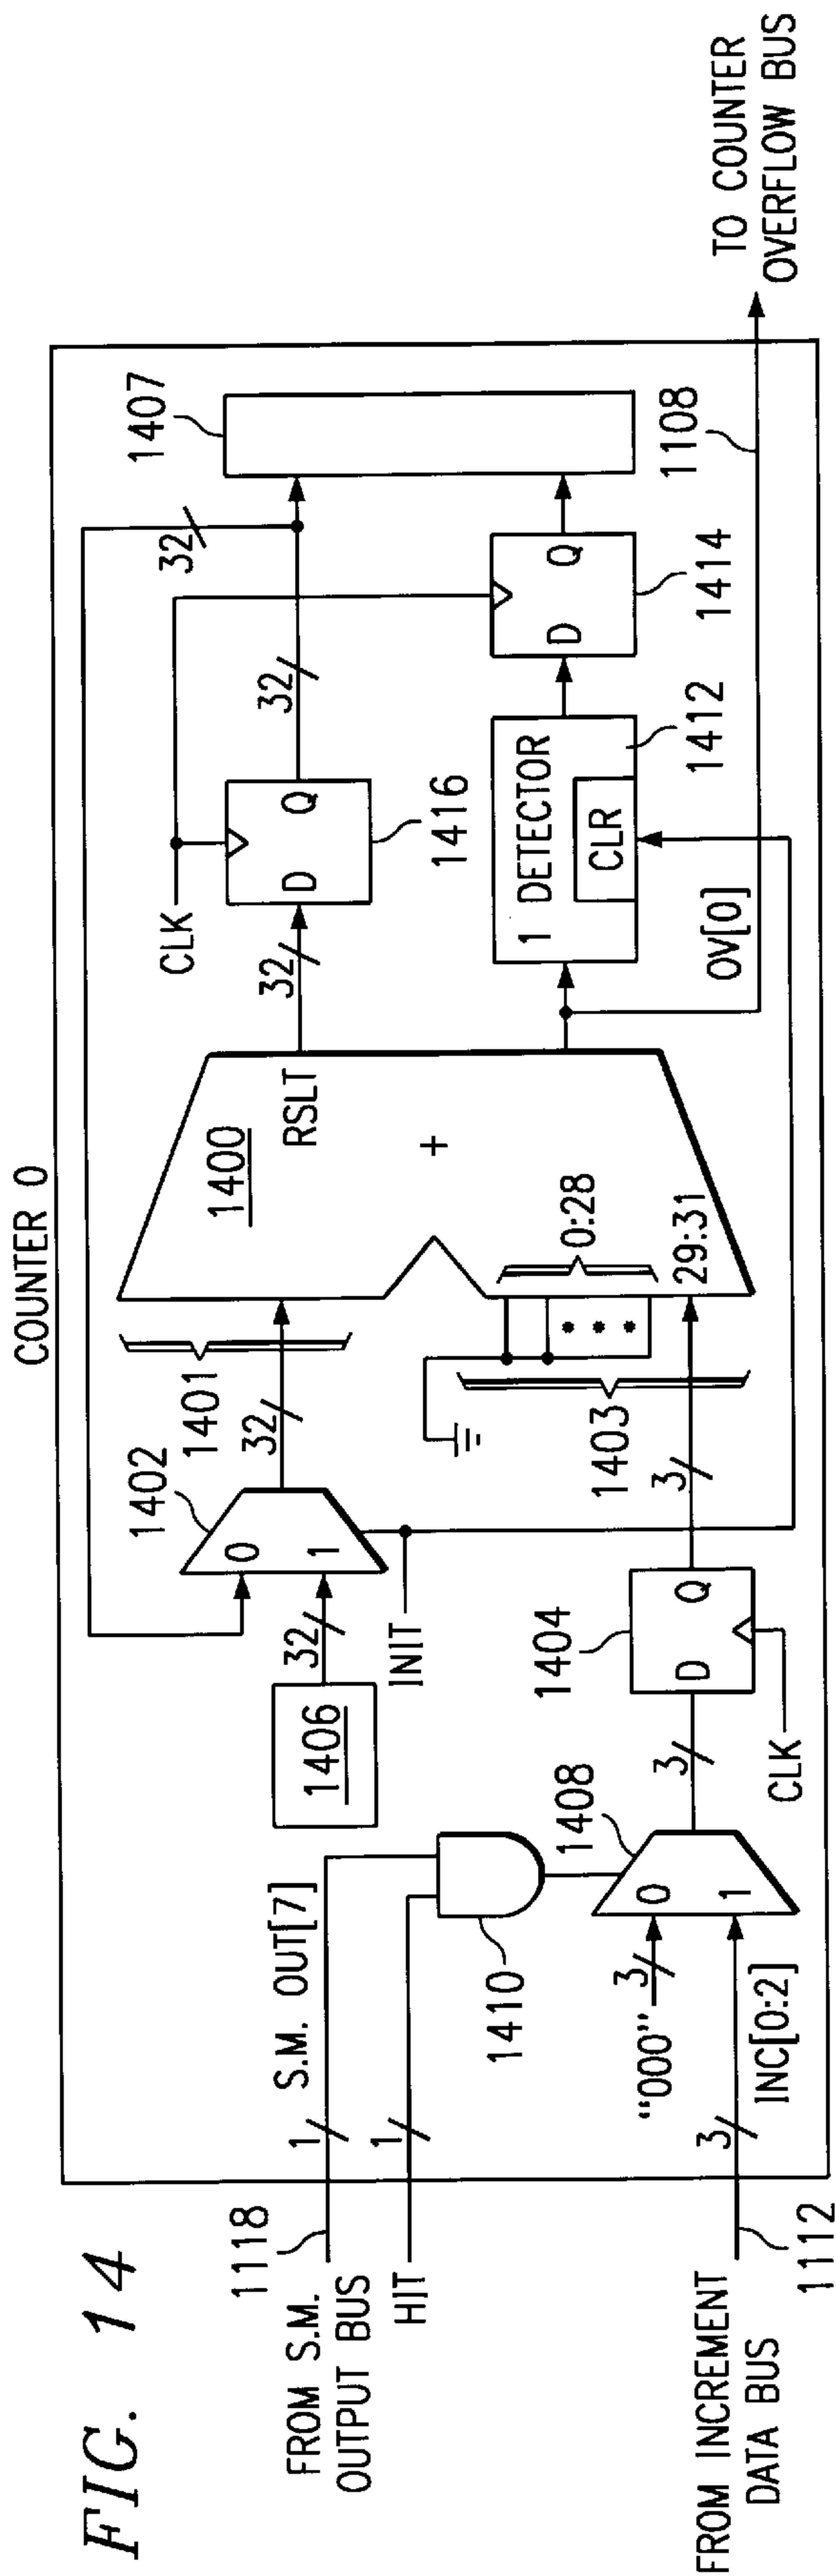 FIG. 14
COUNTER 0
FROM S.M.
OUTPUT BUS
1118
HIT
FROM INCREMENT
DATA BUS
1112
1
S.M. OUT[7]
1
3
INC[0:2]
"000"
3
1410
1408
0
1
3
1404
D
Q
CLK
3
1406
32
INIT
1402
0
1
32
1401
1403
0:28
29:31
1400
+
RSLT
32
CLK
D
Q
1416
32
32
1 DETECTOR
CLR
1412
OV[0]
D
Q
1414
1407
1108
TO COUNTER
OVERFLOW BUS